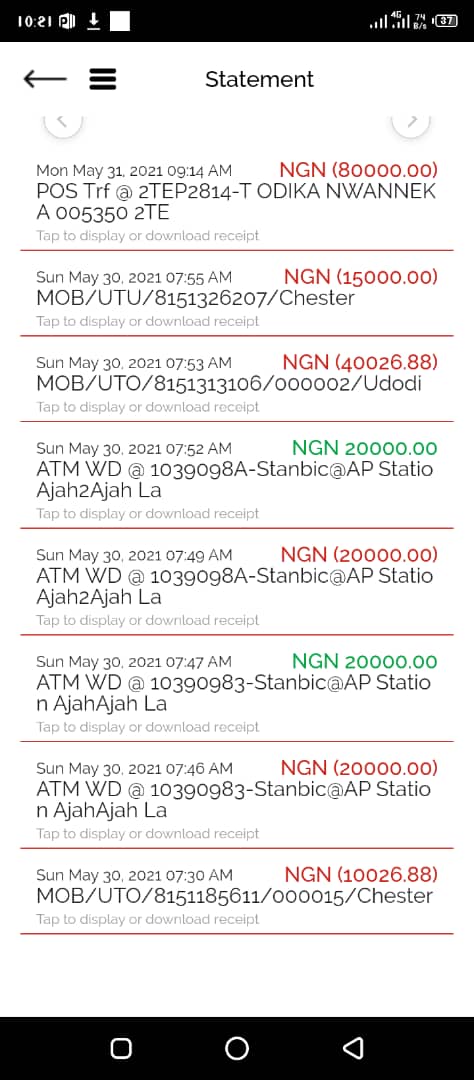 10:21
4G
74
B/s
37
Statement
Mon May 31, 2021 09:14 AM NGN (80000.00)
POS Trf @ 2TEP2814-T ODIKA NWANNEK
A 005350 2TE
Tap to display or download receipt
Sun May 30, 2021 07:55 AM NGN (15000.00)
MOB/UTU/8151326207/Chester
Tap to display or download receipt
Sun May 30, 2021 07:53 AM NGN (40026.88)
MOB/UTO/8151313106/000002/Udodi
Tap to display or download receipt
Sun May 30, 2021 07:52 AM NGN 20000.00
ATM WD @ 1039098A-Stanbic@AP Statio
Ajah2Ajah La
Tap to display or download receipt
Sun May 30, 2021 07:49 AM NGN (20000.00)
ATM WD @ 1039098A-Stanbic@AP Statio
Ajah2Ajah La
Tap to display or download receipt
Sun May 30, 2021 07:47 AM NGN 20000.00
ATM WD @ 10390983-Stanbic@AP Statio
n AjahAjah La
Tap to display or download receipt
Sun May 30, 2021 07:46 AM NGN (20000.00)
ATM WD @ 10390983-Stanbic@AP Statio
n AjahAjah La
Tap to display or download receipt
Sun May 30, 2021 07:30 AM NGN (10026.88)
MOB/UTO/8151185611/000015/Chester
Tap to display or download receipt